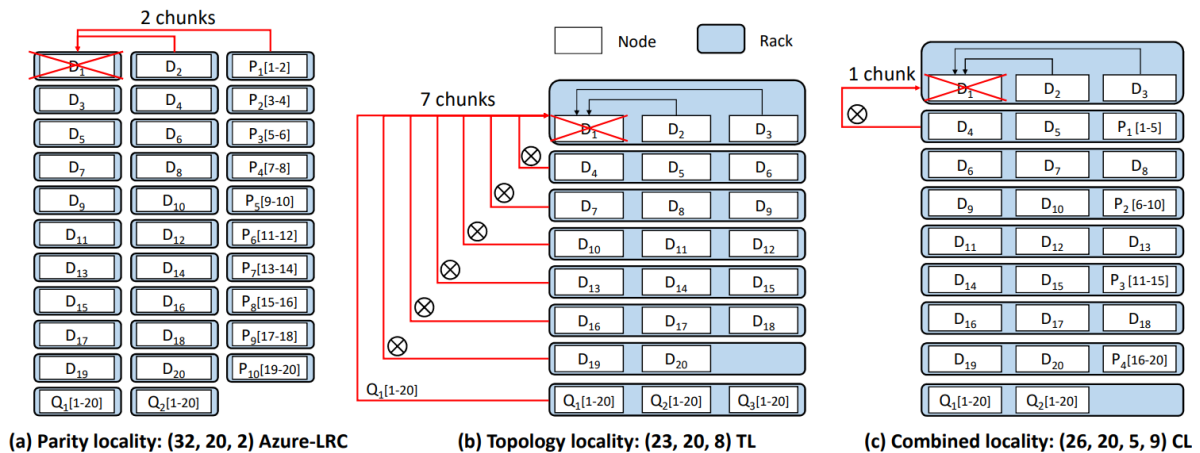 2 chunks
D₁ D₂ P₁[1-2]
D₃ D₄ P₂[3-4]
D₅ D₆ P₃[5-6]
D₇ D₈ P₄[7-8]
D₉ D₁₀ P₅[9-10]
D₁₁ D₁₂ P₆[11-12]
D₁₃ D₁₄ P₇[13-14]
D₁₅ D₁₆ P₈[15-16]
D₁₇ D₁₈ P₉[17-18]
D₁₉ D₂₀ P₁₀[19-20]
Q₁[1-20] Q₂[1-20]
(a) Parity locality: (32, 20, 2) Azure-LRC
Node Rack
7 chunks
D₁ D₂ D₃
D₄ D₅ D₆
D₇ D₈ D₉
D₁₀ D₁₁ D₁₂
D₁₃ D₁₄ D₁₅
D₁₆ D₁₇ D₁₈
D₁₉ D₂₀
Q₁[1-20]
Q₁[1-20] Q₂[1-20] Q₃[1-20]
(b) Topology locality: (23, 20, 8) TL
1 chunk
D₁ D₂ D₃
D₄ D₅ P₁ [1-5]
D₆ D₇ D₈
D₉ D₁₀ P₂ [6-10]
D₁₁ D₁₂ D₁₃
D₁₄ D₁₅ P₃ [11-15]
D₁₆ D₁₇ D₁₈
D₁₉ D₂₀ P₄[16-20]
Q₁[1-20] Q₂[1-20]
(c) Combined locality: (26, 20, 5, 9) CL